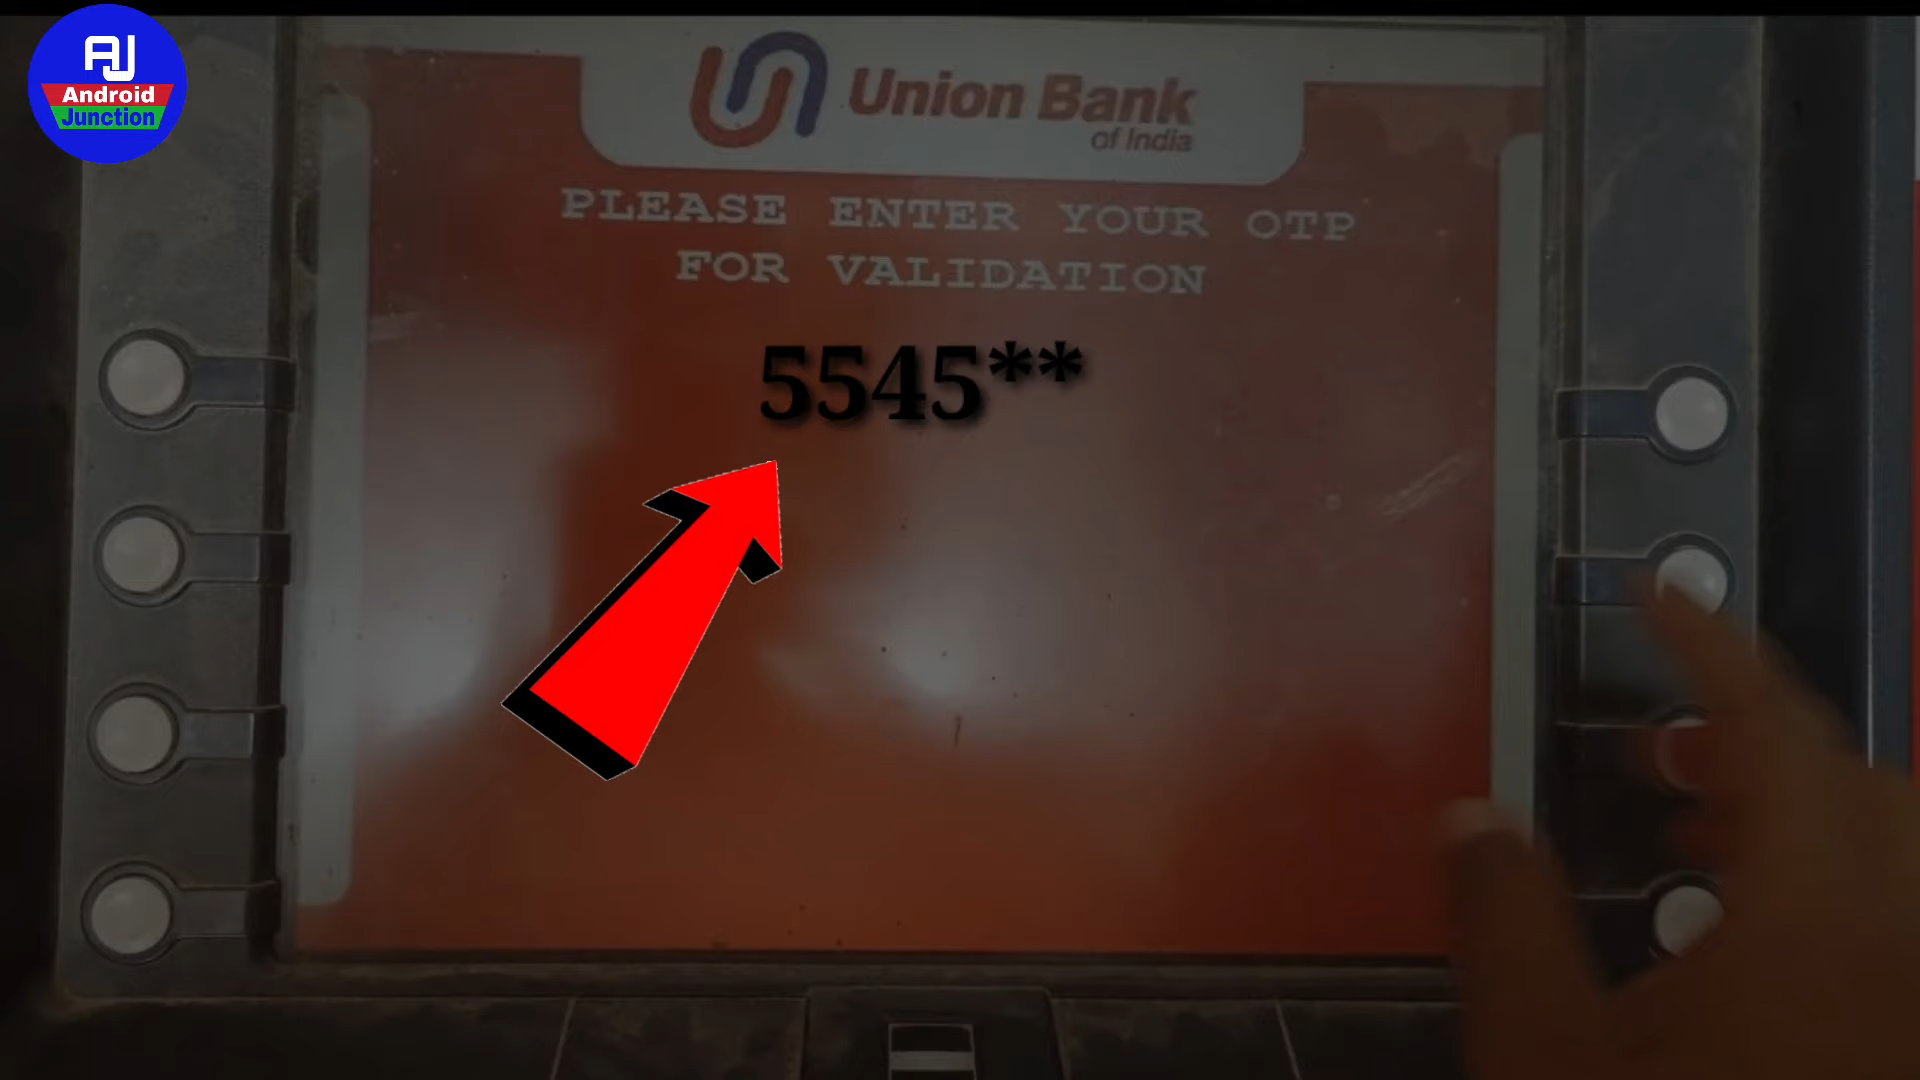 AJ
Android
Junction
Union Bank
of India
PLEASE ENTER YOUR OTP
FOR VALIDATION
5545**